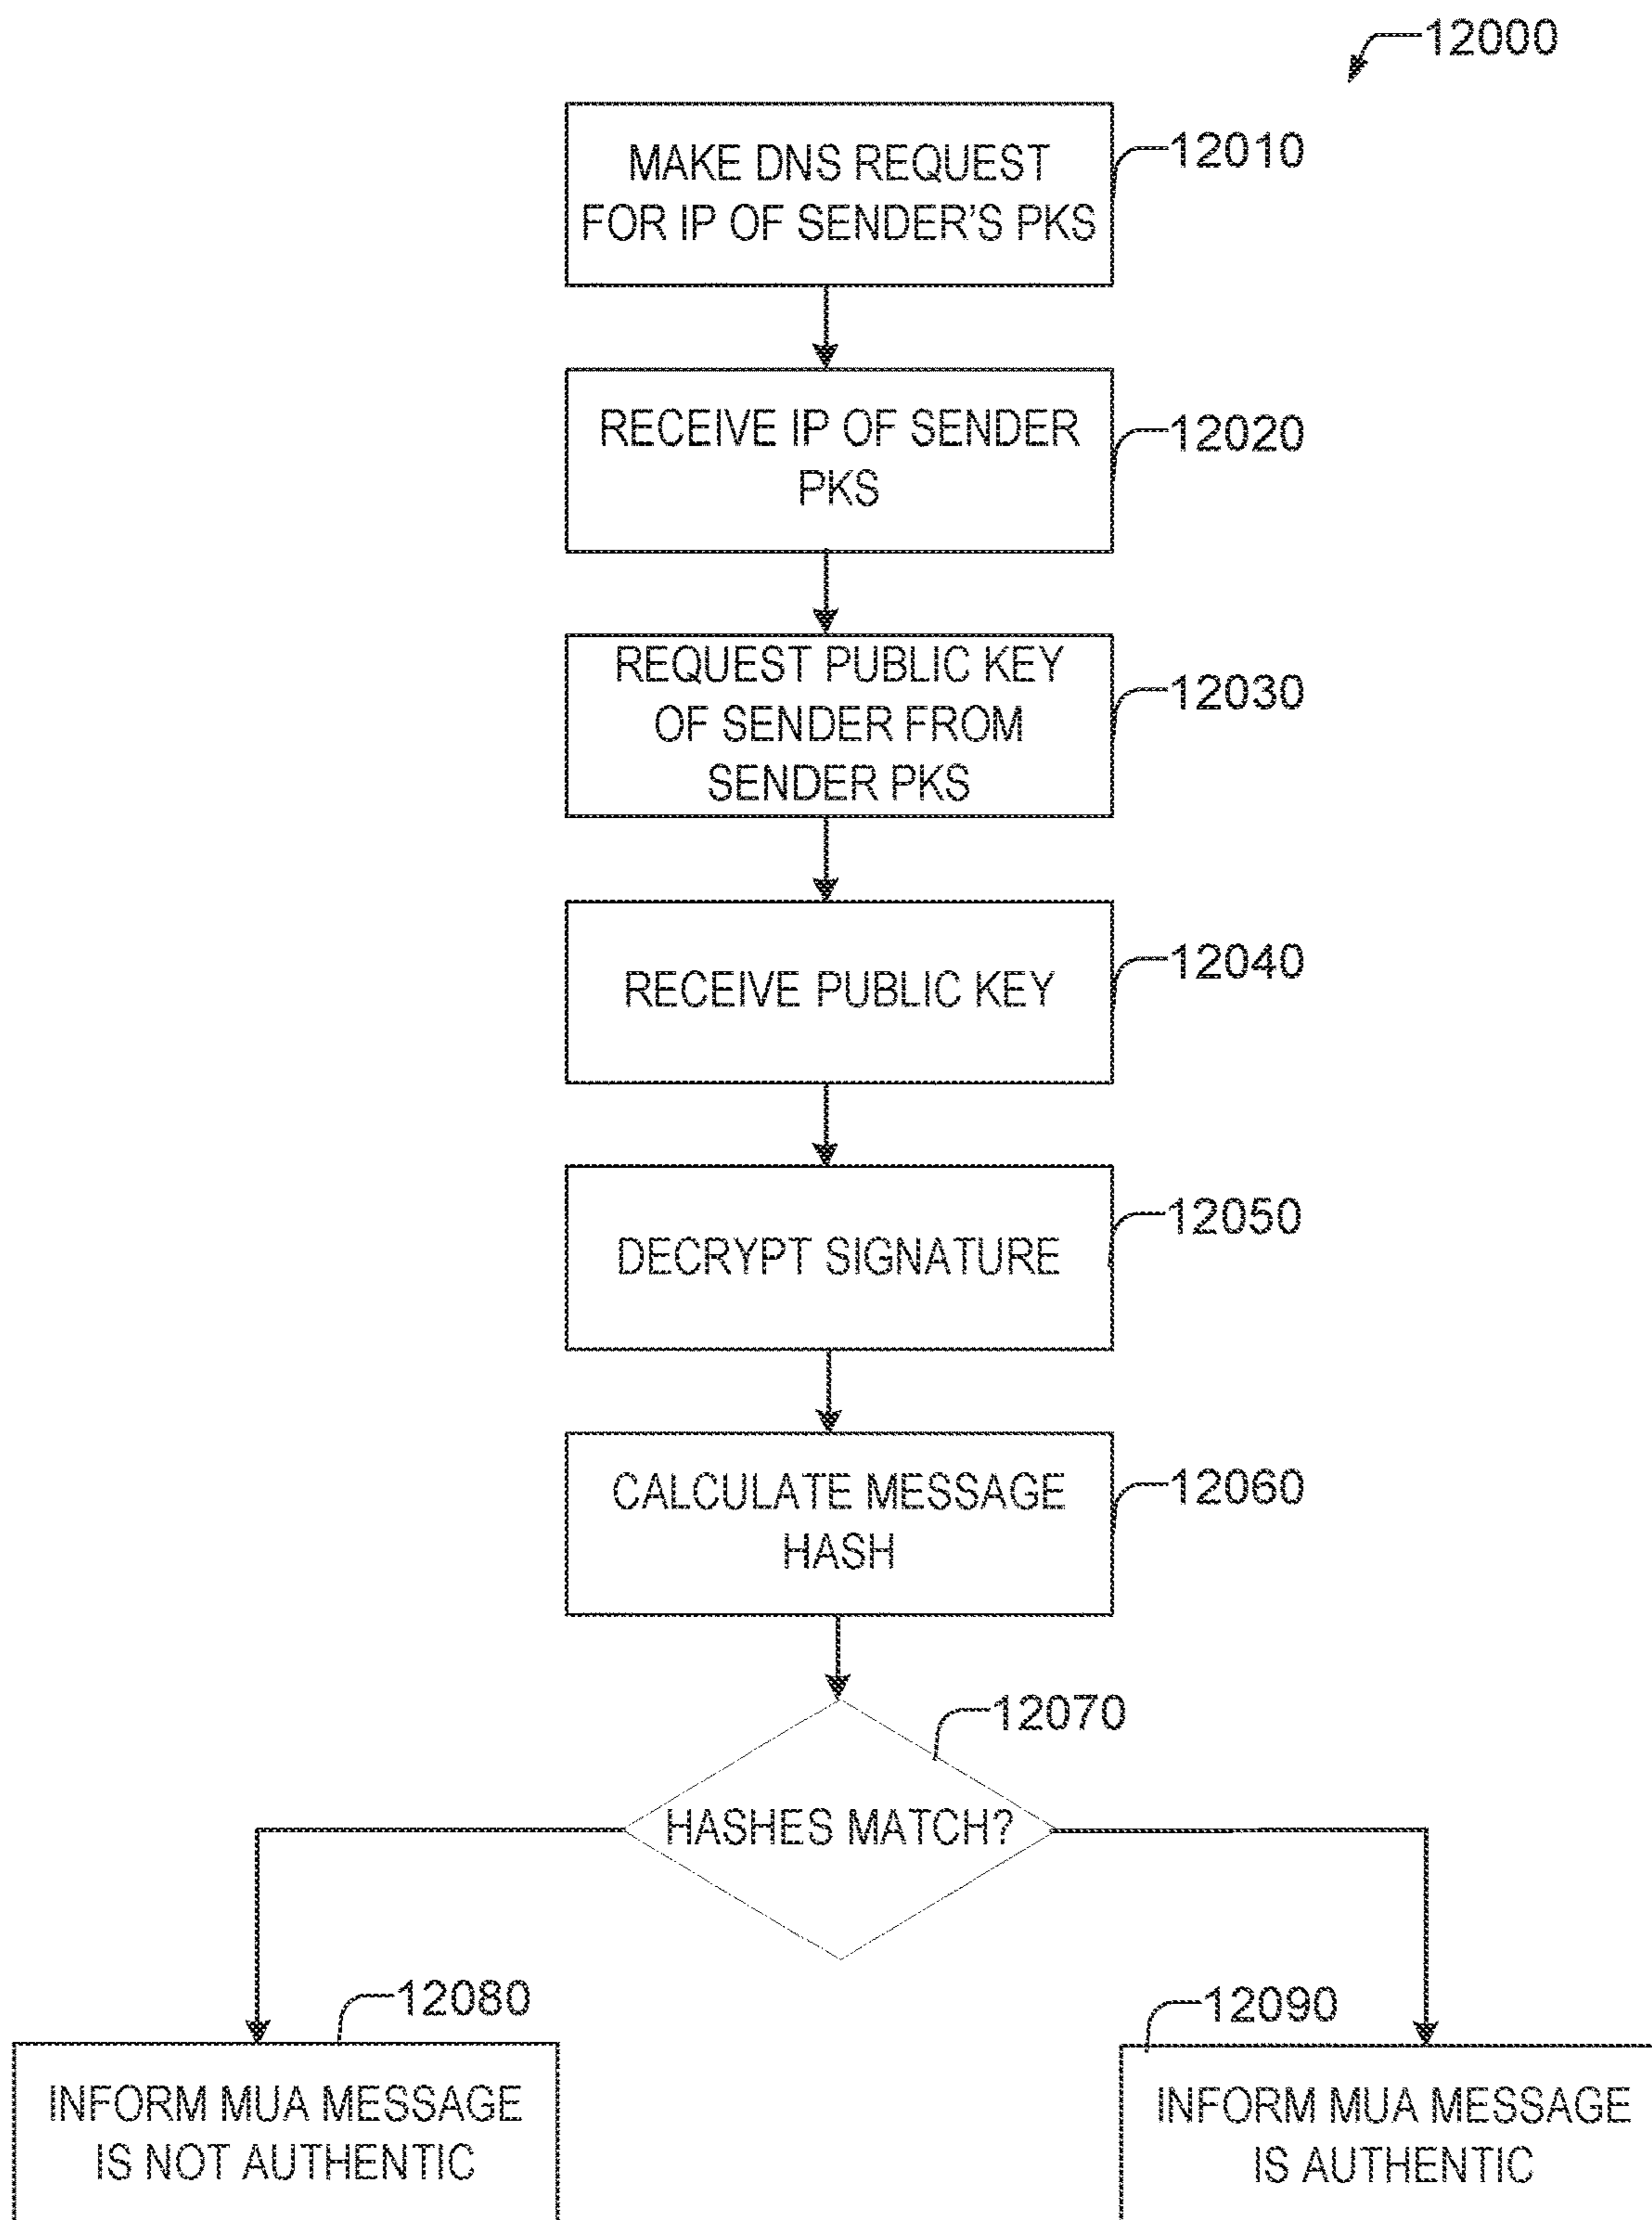 12000
MAKE DNS REQUEST
FOR IP OF SENDER'S PKS
12010
RECEIVE IP OF SENDER
PKS
12020
REQUEST PUBLIC KEY
OF SENDER FROM
SENDER PKS
12030
RECEIVE PUBLIC KEY
12040
DECRYPT SIGNATURE
12050
CALCULATE MESSAGE
HASH
12060
12070
HASHES MATCH?
12080
INFORM MUA MESSAGE
IS NOT AUTHENTIC
12090
INFORM MUA MESSAGE
IS AUTHENTIC